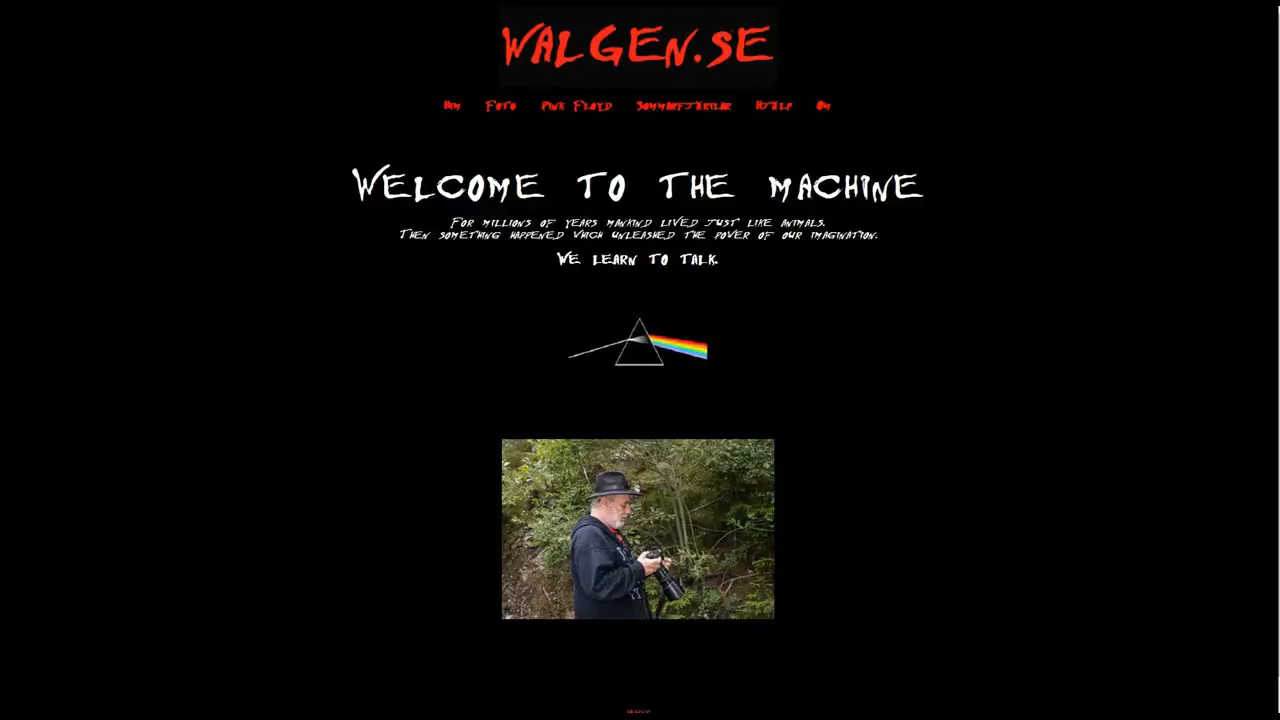 WALGEN.SE
Hem Foto Pink Floyd Sommarfjärilar Hjälp Om
WELCOME TO THE MACHINE
FOR MILLIONS OF YEARS MANKIND LIVED JUST LIKE ANIMALS.
THEN SOMETHING HAPPENED WHICH UNLEASHED THE POWER OF OUR IMAGINATION.
WE LEARN TO TALK.